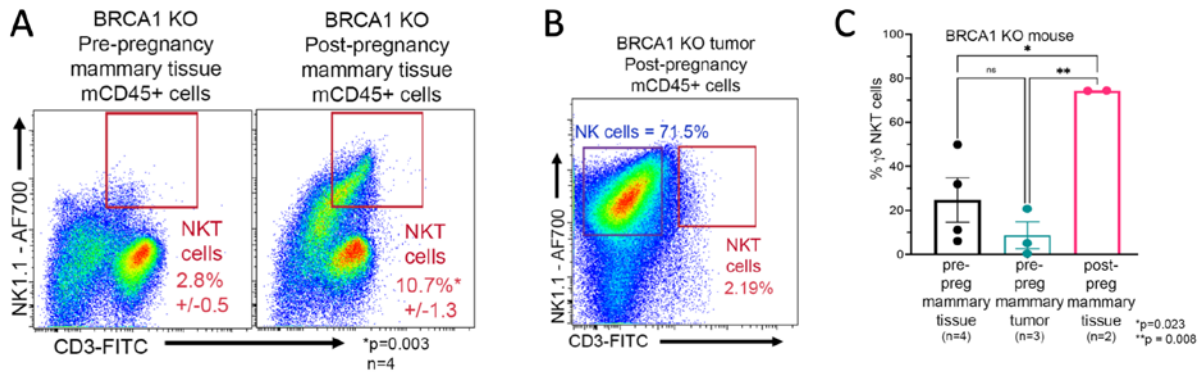 A
BRCA1 KO
Pre-pregnancy
mammary tissue
mCD45+ cells
BRCA1 KO
Post-pregnancy
mammary tissue
mCD45+ cells
NK1.1 - AF700
NKT
cells
2.8%
+/-0.5
NKT
cells
10.7%*
+/-1.3
CD3-FITC
*p=0.003
n=4
B
BRCA1 KO tumor
Post-pregnancy
mCD45+ cells
NK cells = 71.5%
NK1.1 - AF700
NKT
cells
2.19%
CD3-FITC
C
BRCA1 KO mouse
*
ns
**
% γδ NKT cells
100
80
60
40
20
0
pre-
preg
mammary
tissue
(n=4)
pre-
preg
mammary
tumor
(n=3)
post-
preg
mammary
tissue
(n=2)
*p=0.023
**p = 0.008